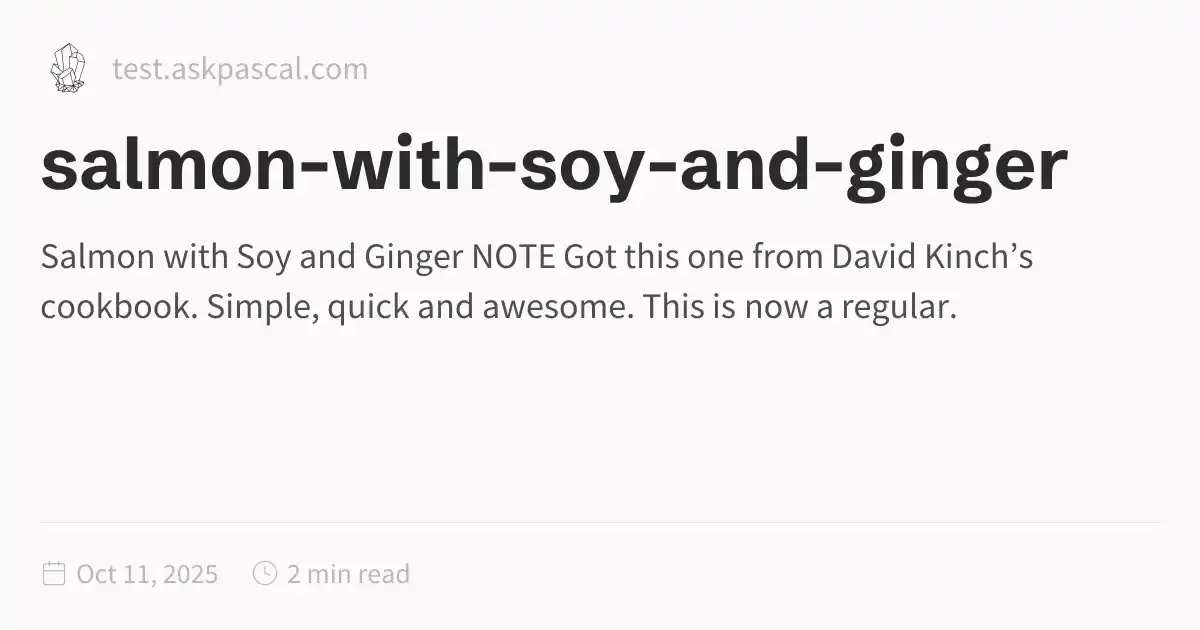 test.askpascal.com
salmon-with-soy-and-ginger
Salmon with Soy and Ginger NOTE Got this one from David Kinch’s
cookbook. Simple, quick and awesome. This is now a regular.
Oct 11, 2025 2 min read